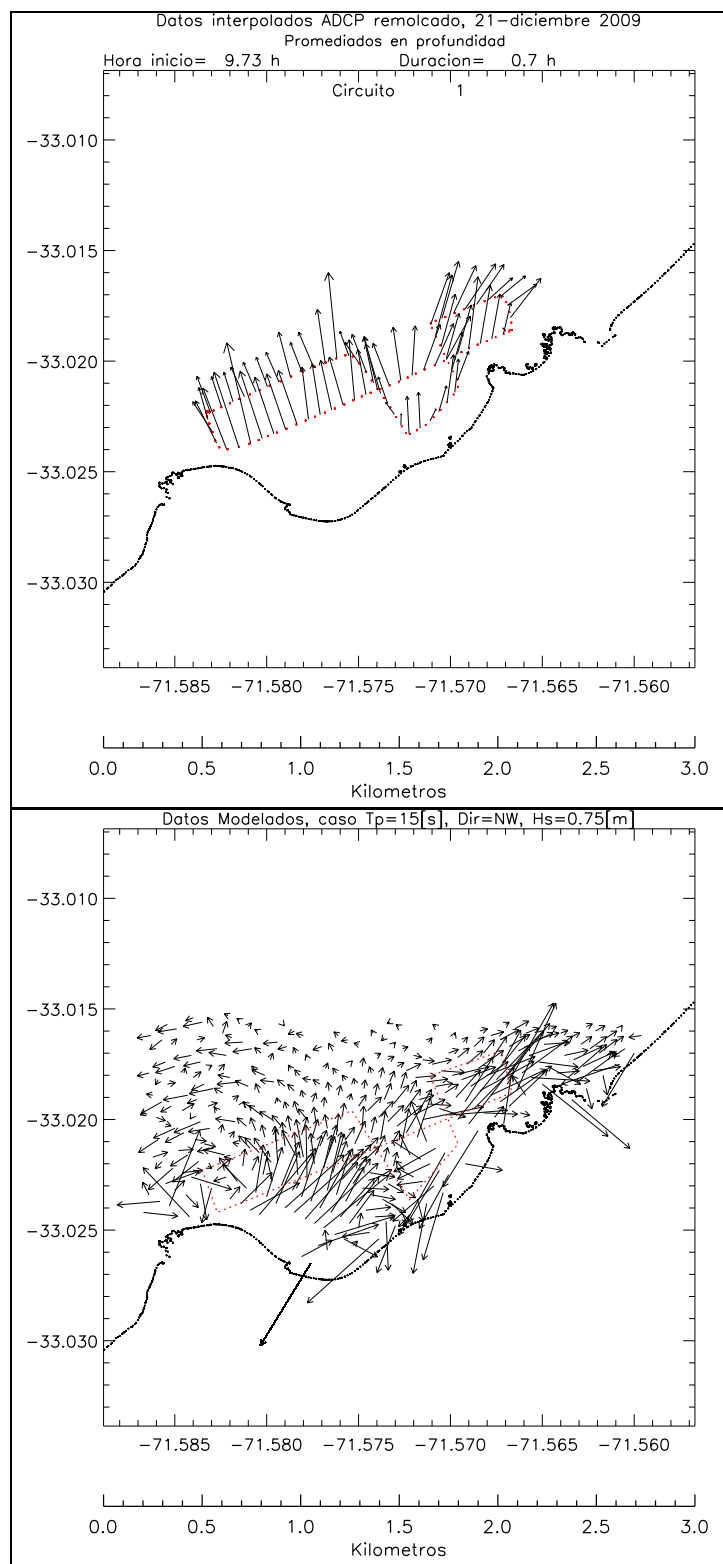 Datos interpolados ADCP remolcado, 21-diciembre 2009
Promediados en profundidad
Hora inicio= 9.73 h Duracion= 0.7 h
Circuito 1
-33.010
-33.015
-33.020
-33.025
-33.030
-71.585 -71.580 -71.575 -71.570 -71.565 -71.560
0.0 0.5 1.0 1.5 2.0 2.5 3.0
Kilometros
Datos Modelados, caso Tp=15[s], Dir=NW, Hs=0.75[m]
-33.010
-33.015
-33.020
-33.025
-33.030
-71.585 -71.580 -71.575 -71.570 -71.565 -71.560
0.0 0.5 1.0 1.5 2.0 2.5 3.0
Kilometros